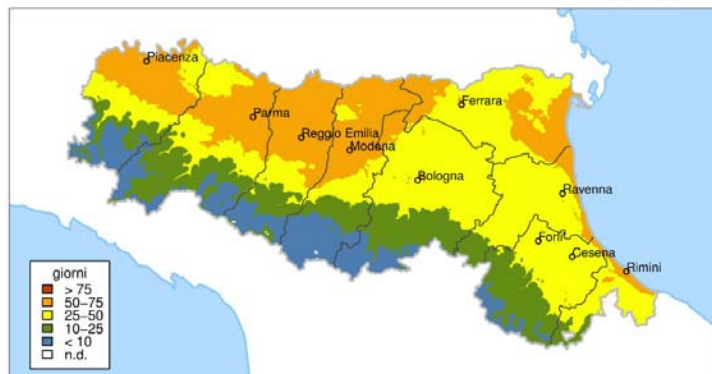 Piacenza
Parma
Ferrara
Reggio Emilia
Modena
Bologna
Ravenna
Forlì
Cesena
Rimini
giorni
> 75
50–75
25–50
10–25
< 10
n.d.